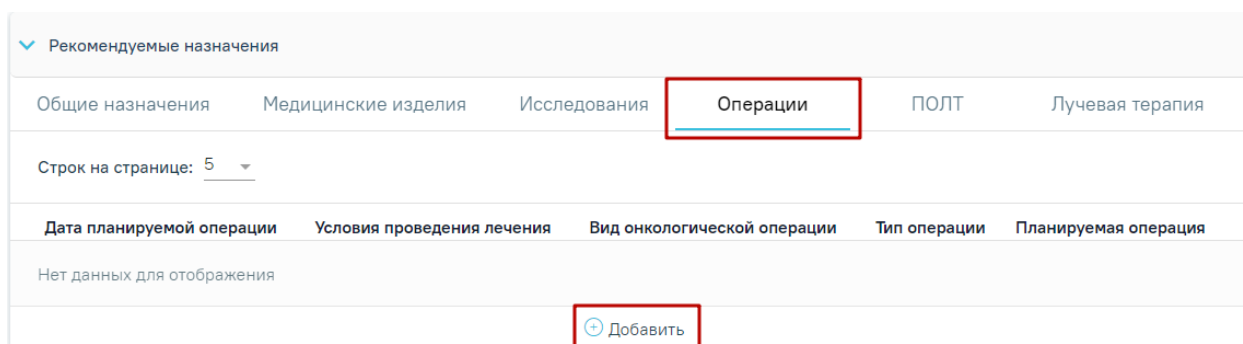 Рекомендуемые назначения
Общие назначения Медицинские изделия Исследования Операции ПОЛТ Лучевая терапия
Строк на странице: 5
Дата планируемой операции Условия проведения лечения Вид онкологической операции Тип операции Планируемая операция
Нет данных для отображения
Добавить